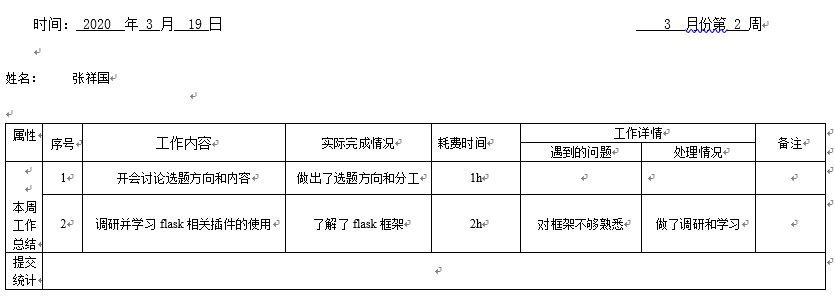 时间: 2020 年 3 月 19 日 3 月份第 2 周
姓名: 张祥国
属性 序号 工作内容 实际完成情况 耗费时间 工作详情 备注
遇到的问题 处理情况
本周
工作
总结
1 开会讨论选题方向和内容 做出了选题方向和分工 1h
2 调研并学习 flask 相关插件的使用 了解了 flask 框架 2h 对框架不够熟悉 做了调研和学习
提交
统计